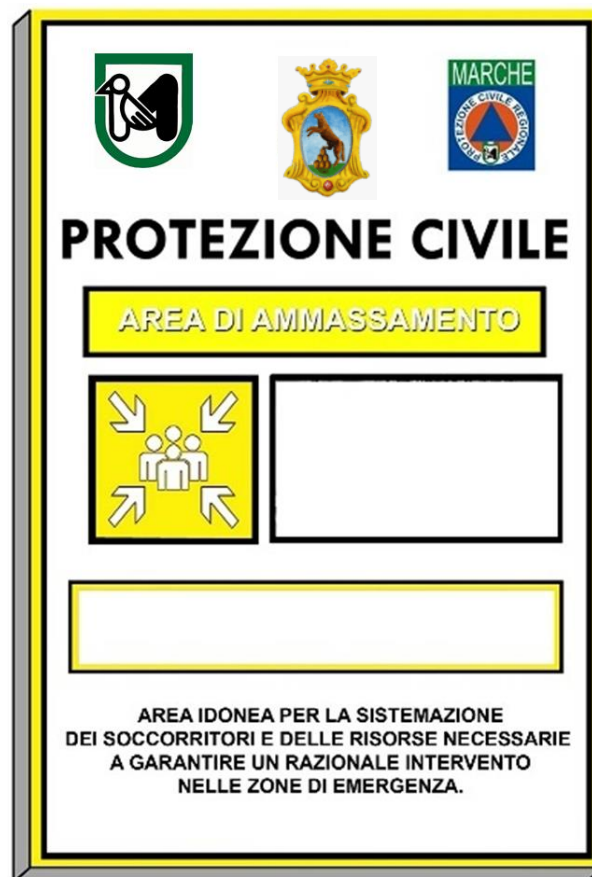 MARCHE
PROTEZIONE CIVILE REGIONALE
PROTEZIONE CIVILE
AREA DI AMMASSAMENTO
AREA IDONEA PER LA SISTEMAZIONE
DEI SOCCORRITORI E DELLE RISORSE NECESSARIE
A GARANTIRE UN RAZIONALE INTERVENTO
NELLE ZONE DI EMERGENZA.